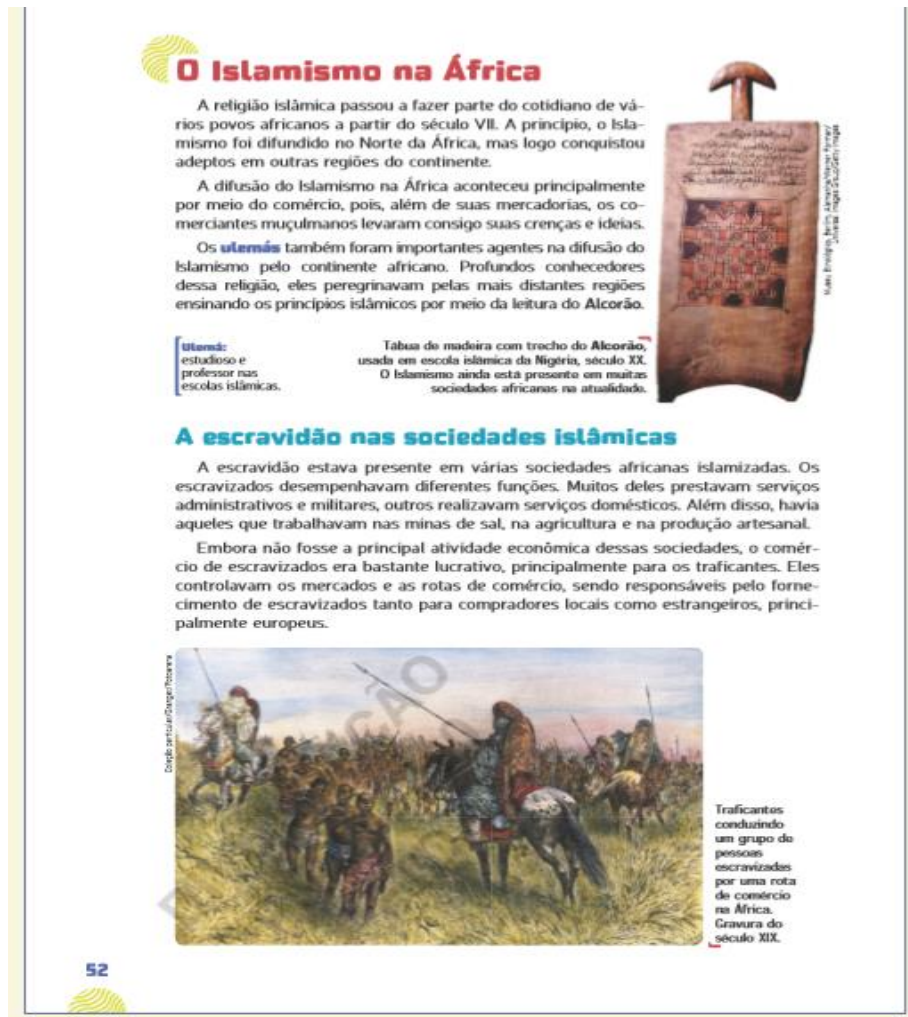 O Islamismo na África
A religião islâmica passou a fazer parte do cotidiano de vá-
rios povos africanos a partir do século VII. A princípio, o Isla-
mismo foi difundido no Norte da África, mas logo conquistou
adeptos em outras regiões do continente.
A difusão do Islamismo na África aconteceu principalmente
por meio do comércio, pois, além de suas mercadorias, os co-
merciantes muçulmanos levaram consigo suas crenças e ideias.
Os ulemás também foram importantes agentes na difusão do
Islamismo pelo continente africano. Profundos conhecedores
dessa religião, eles peregrinavam pelas mais distantes regiões
ensinando os princípios islâmicos por meio da leitura do Alcorão.
Ulemá:
estudioso e
professor nas
escolas islâmicas.
Tábua de madeira com trecho do Alcorão,
usada em escola islâmica da Nigéria, século XX.
O Islamismo ainda está presente em muitas
sociedades africanas na atualidade.
A escravidão nas sociedades islâmicas
A escravidão estava presente em várias sociedades africanas islamizadas. Os
escravizados desempenhavam diferentes funções. Muitos deles prestavam serviços
administrativos e militares, outros realizavam serviços domésticos. Além disso, havia
aqueles que trabalhavam nas minas de sal, na agricultura e na produção artesanal.
Embora não fosse a principal atividade econômica dessas sociedades, o comér-
cio de escravizados era bastante lucrativo, principalmente para os traficantes. Eles
controlavam os mercados e as rotas de comércio, sendo responsáveis pelo forne-
cimento de escravizados tanto para compradores locais como estrangeiros, princi-
palmente europeus.
Coleção particular/Granger/Fotoarena
Traficantes
conduzindo
um grupo de
pessoas
escravizadas
por uma rota
de comércio
na África.
Gravura do
século XIX.
52